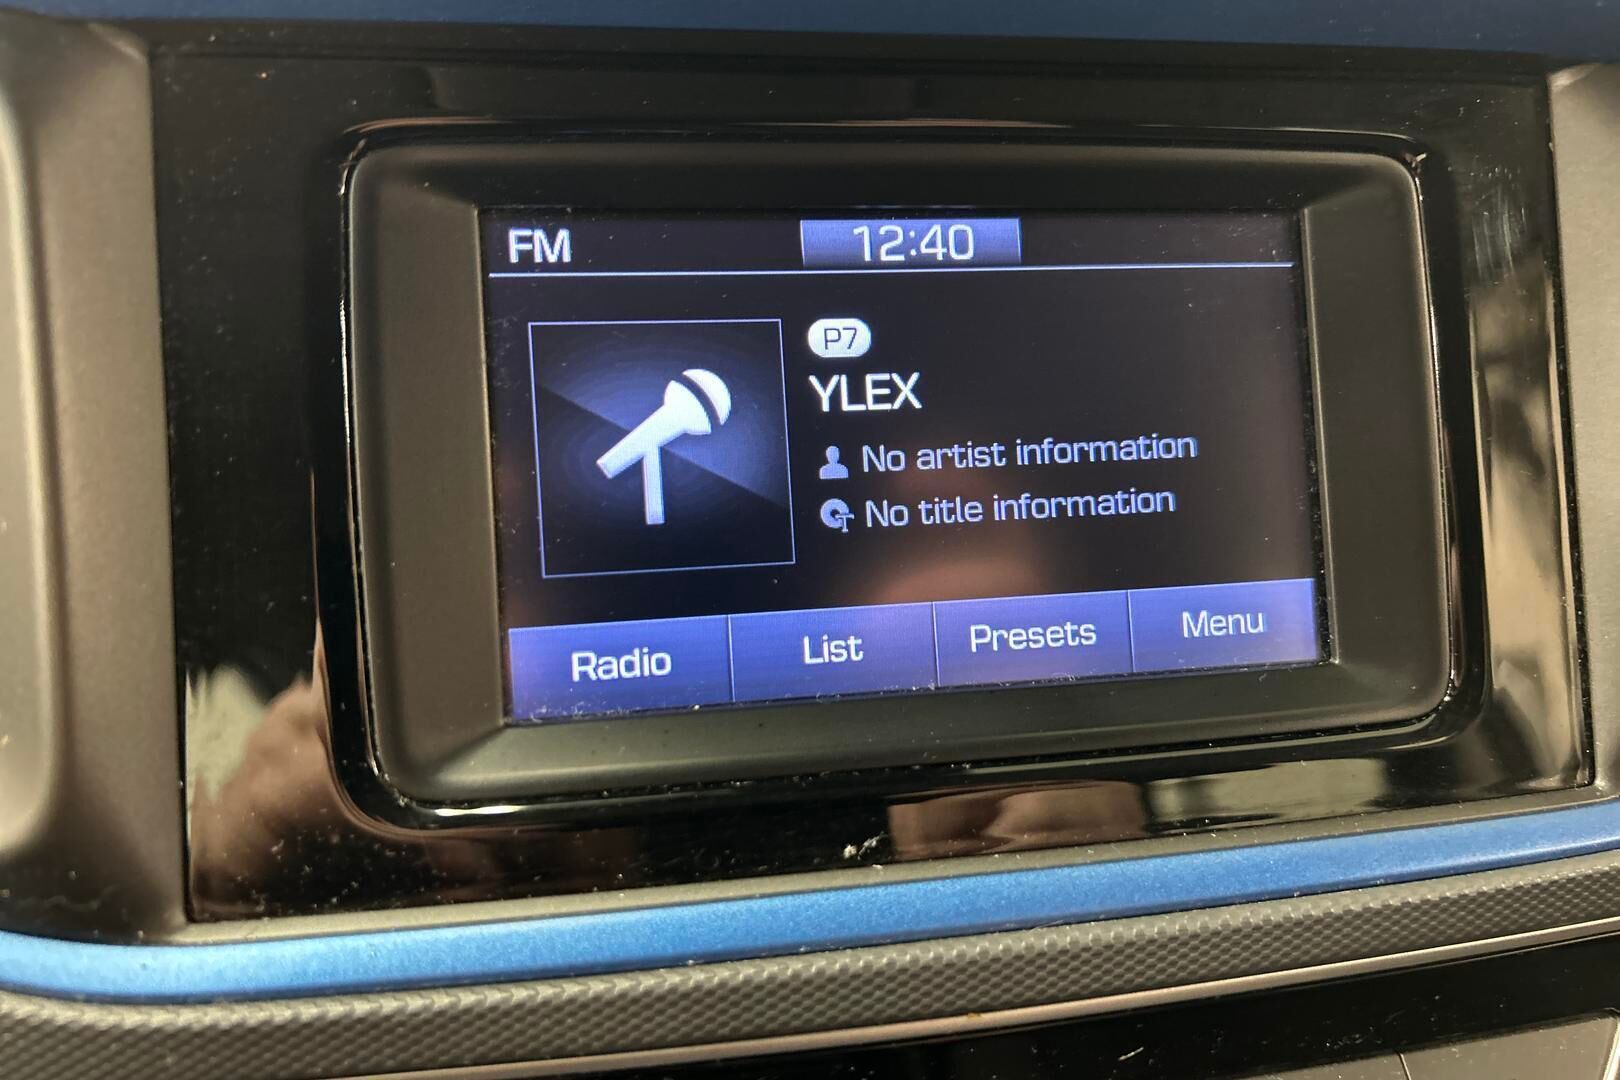 FM
12:40
P7
YLEX
No artist information
No title information
Radio
List
Presets
Menu